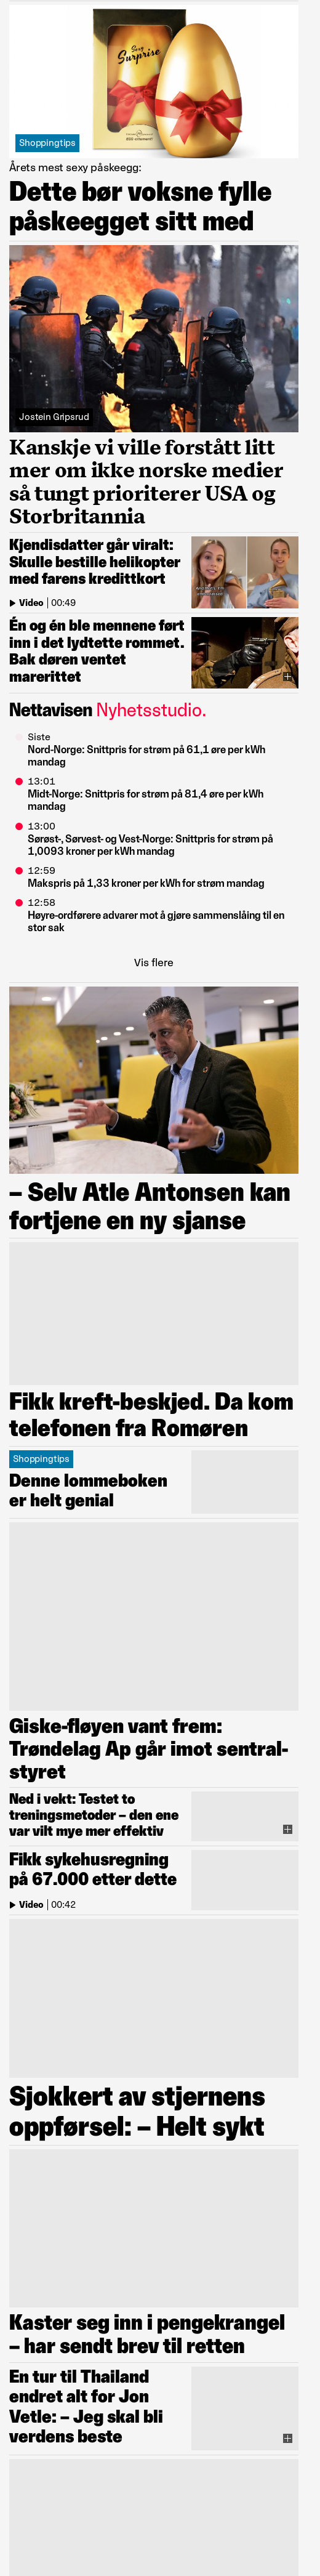 Sexy
Surprise
Shoppingtips
Årets mest sexy påskeegg:
Dette bør voksne fylle
påskeegget sitt med
Jostein Gripsrud
Kanskje vi ville forstått litt
mer om ikke norske medier
så tungt prioriterer USA og
Storbritannia
Kjendisdatter går viralt:
Skulle bestille helikopter
med farens kredittkort
Video | 00:49
Én og én ble mennene ført
inn i det lydtette rommet.
Bak døren ventet
marerittet
Nettavisen Nyhetsstudio.
Siste
Nord-Norge: Snittpris for strøm på 61,1 øre per kWh
mandag
13:01
Midt-Norge: Snittpris for strøm på 81,4 øre per kWh
mandag
13:00
Sørøst-, Sørvest- og Vest-Norge: Snittpris for strøm på
1,0093 kroner per kWh mandag
12:59
Makspris på 1,33 kroner per kWh for strøm mandag
12:58
Høyre-ordførere advarer mot å gjøre sammenslåing til en
stor sak
Vis flere
– Selv Atle Antonsen kan
fortjene en ny sjanse
Fikk kreft-beskjed. Da kom
telefonen fra Romøren
Shoppingtips
Denne lommeboken
er helt genial
Giske-fløyen vant frem:
Trøndelag Ap går imot sentral-
styret
Ned i vekt: Testet to
treningsmetoder – den ene
var vilt mye mer effektiv
Fikk sykehusregning
på 67.000 etter dette
Video | 00:42
Sjokkert av stjernens
oppførsel: – Helt sykt
Kaster seg inn i pengekrangel
– har sendt brev til retten
En tur til Thailand
endret alt for Jon
Vetle: – Jeg skal bli
verdens beste